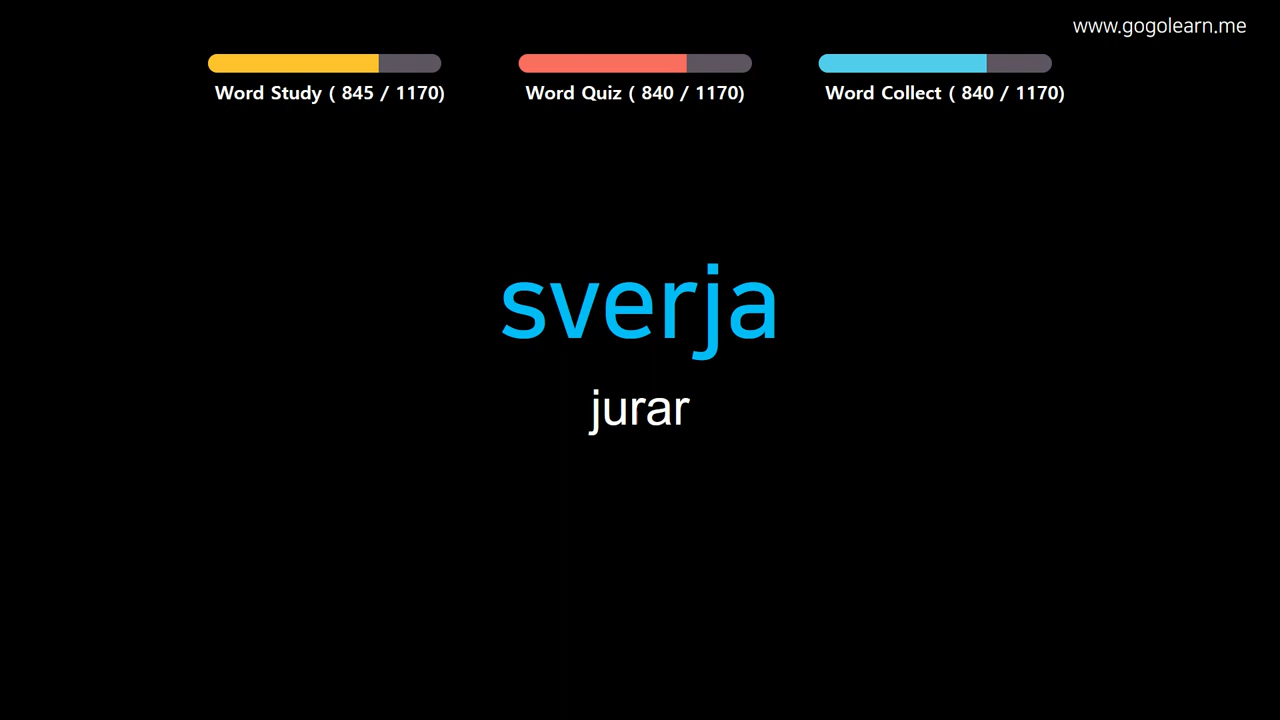 www.gogolearn.me
Word Study ( 845 / 1170)
Word Quiz ( 840 / 1170)
Word Collect ( 840 / 1170)
sverja
jurar